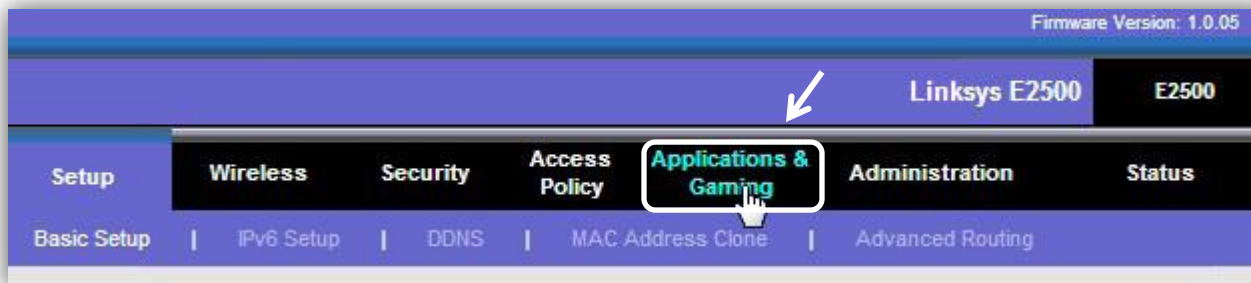 Firmware Version: 1.0.05
Linksys E2500 E2500
Setup Wireless Security Access Policy Applications & Gaming Administration Status
Basic Setup | IPv6 Setup | DDNS | MAC Address Clone | Advanced Routing